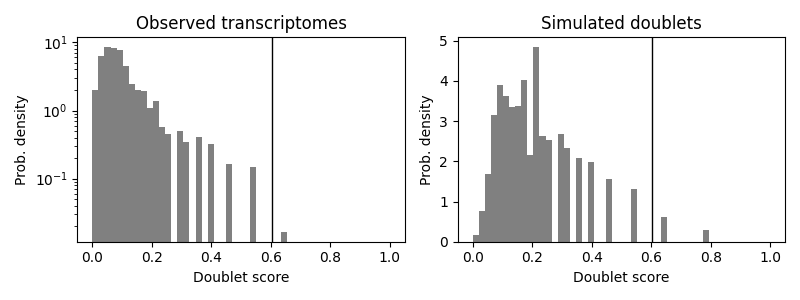 Observed transcriptomes
Prob. density
10¹
10⁰
10⁻¹
0.0 0.2 0.4 0.6 0.8 1.0
Doublet score
Simulated doublets
Prob. density
5
4
3
2
1
0
0.0 0.2 0.4 0.6 0.8 1.0
Doublet score